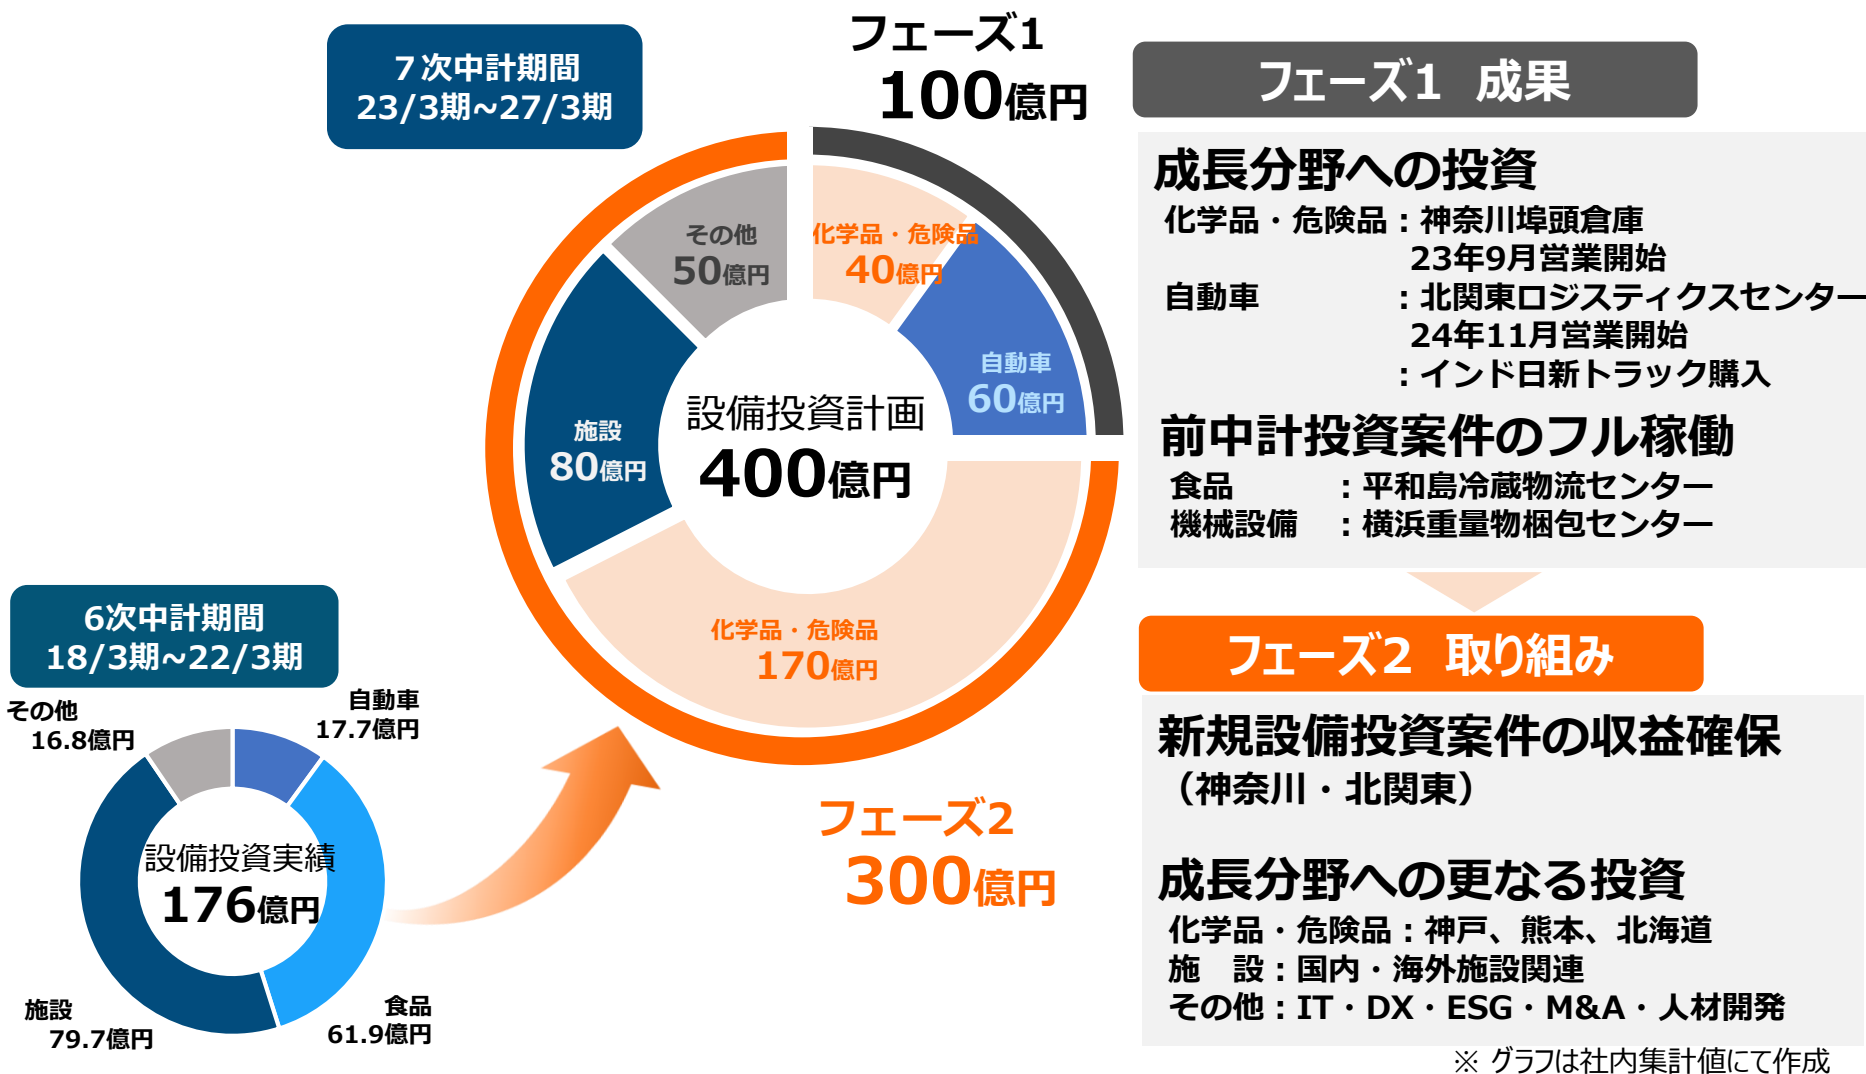 7次中計期間
23/3期~27/3期
フェーズ1
100億円
その他
50億円
化学品・危険品
40億円
自動車
60億円
施設
80億円
設備投資計画
400億円
化学品・危険品
170億円
フェーズ2
300億円
6次中計期間
18/3期~22/3期
その他
16.8億円
自動車
17.7億円
設備投資実績
176億円
施設
79.7億円
食品
61.9億円
フェーズ1 成果
成長分野への投資
化学品・危険品：神奈川埠頭倉庫
23年9月営業開始
自動車 ：北関東ロジスティクスセンター
24年11月営業開始
：インド日新トラック購入
前中計投資案件のフル稼働
食品 ：平和島冷蔵物流センター
機械設備 ：横浜重量物梱包センター
フェーズ2 取り組み
新規設備投資案件の収益確保
（神奈川・北関東）
成長分野への更なる投資
化学品・危険品：神戸、熊本、北海道
施 設：国内・海外施設関連
その他：IT・DX・ESG・M&A・人材開発
※ グラフは社内集計値にて作成